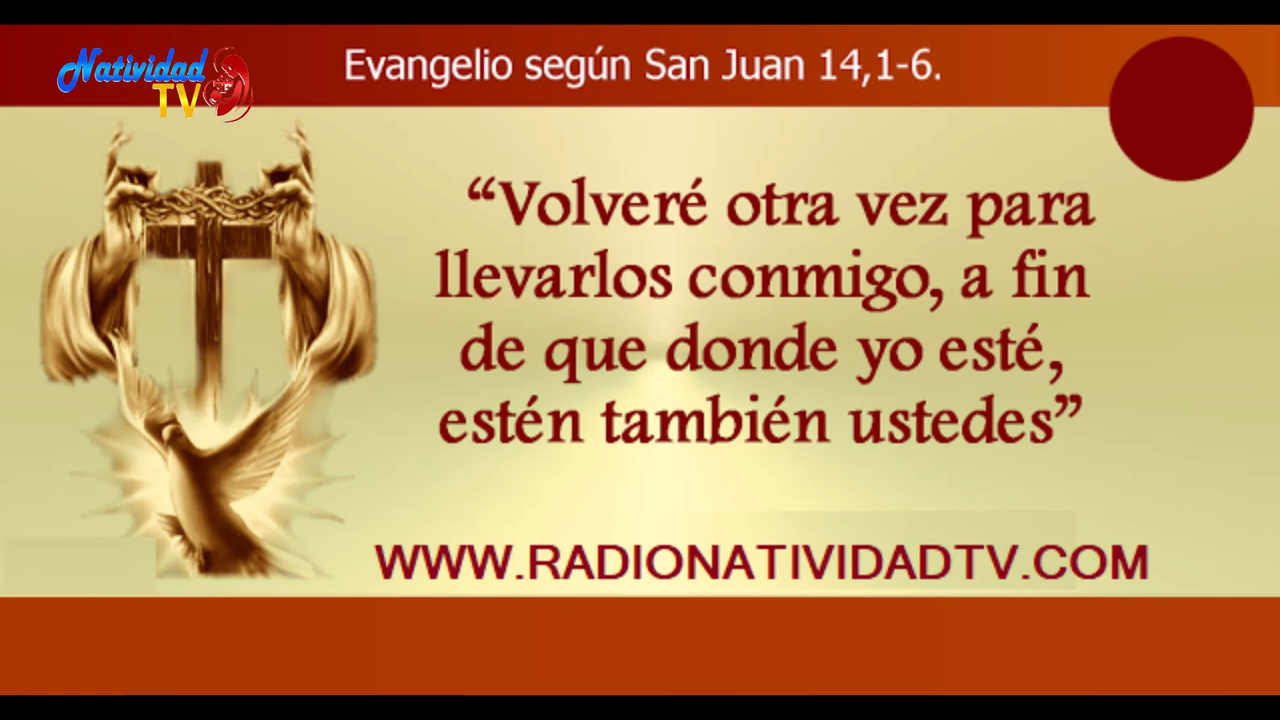 Natividad
TV
Evangelio según San Juan 14,1-6.
“Volveré otra vez para
llevarlos conmigo, a fin
de que donde yo esté,
estén también ustedes”
WWW.RADIONATIVIDADTV.COM